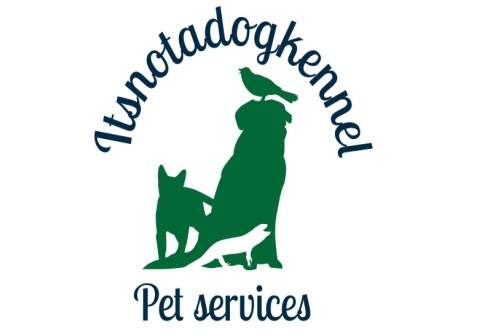 Itsnotadogkennel
Pet services